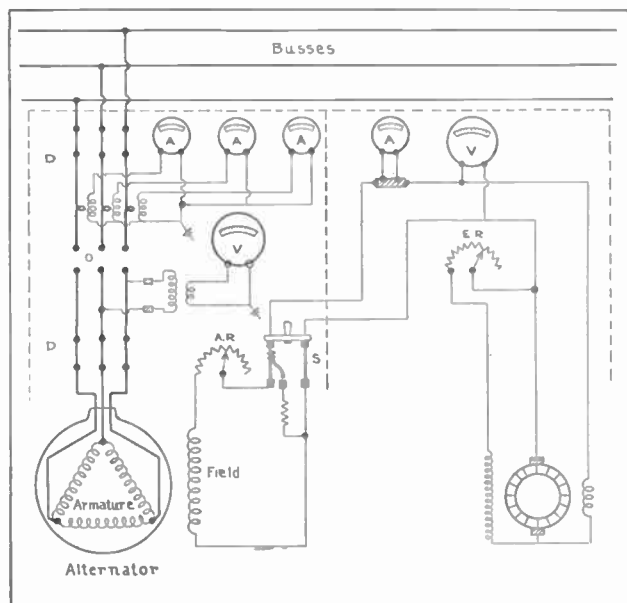 Busses
D
A
A
A
A
V
O
V
E.R
D
A.R
S
Field
Armature
Alternator